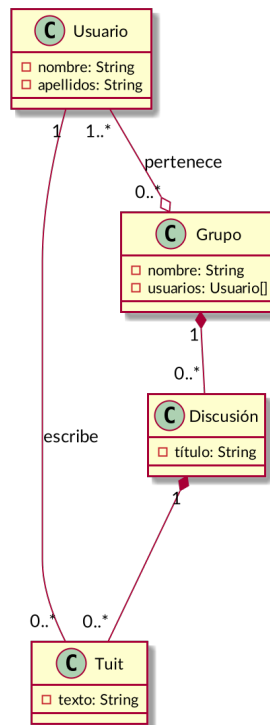 C Usuario
nombre: String
apellidos: String
1
1..*
pertenece
0..*
C Grupo
nombre: String
usuarios: Usuario[]
1
0..*
C Discusión
título: String
1
escribe
0..*
0..*
C Tuit
texto: String